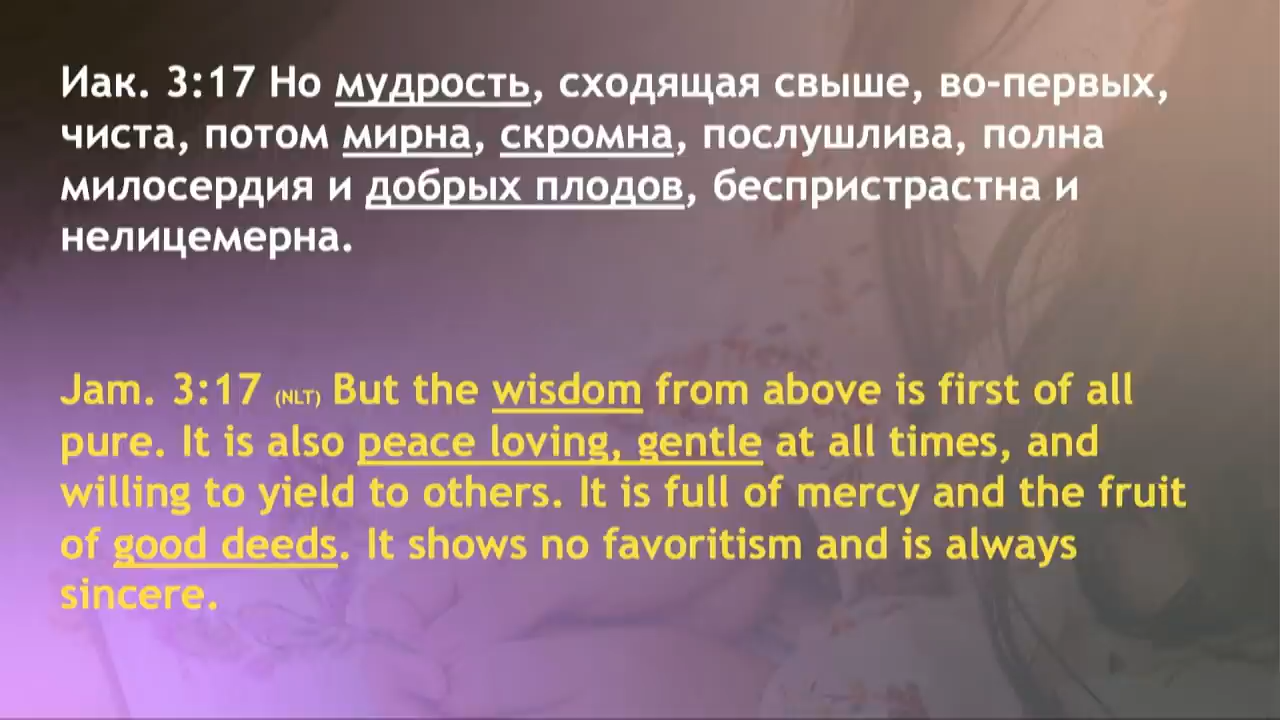 Иак. 3:17 Но мудрость, сходящая свыше, во-первых,
чиста, потом мирна, скромна, послушлива, полна
милосердия и добрых плодов, беспристрастна и
нелицемерна.
Jam. 3:17 (NLT) But the wisdom from above is first of all
pure. It is also peace loving, gentle at all times, and
willing to yield to others. It is full of mercy and the fruit
of good deeds. It shows no favoritism and is always
sincere.